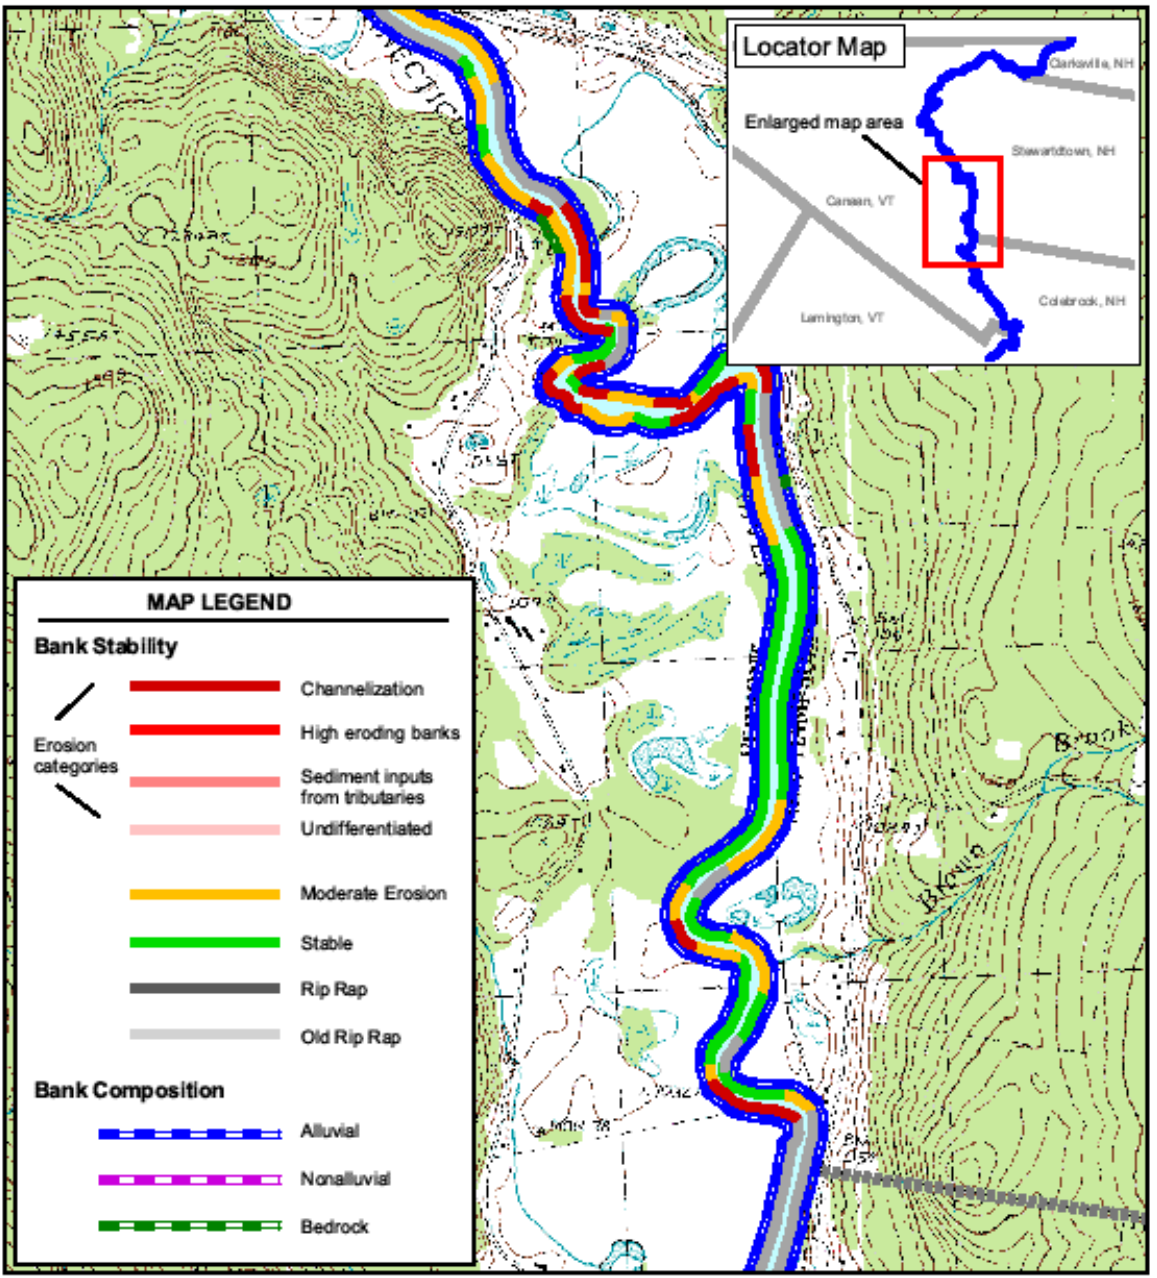 Locator Map
Clarksville, NH
Enlarged map area
Stewartdtown, NH
Canaan, VT
Colebrook, NH
Lemington, VT
ECTICU
Brook
Brown
MAP LEGEND
Bank Stability
Channelization
High eroding banks
Erosion
categories
Sediment inputs
from tributaries
Undifferentiated
Moderate Erosion
Stable
Rip Rap
Old Rip Rap
Bank Composition
Alluvial
Nonalluvial
Bedrock